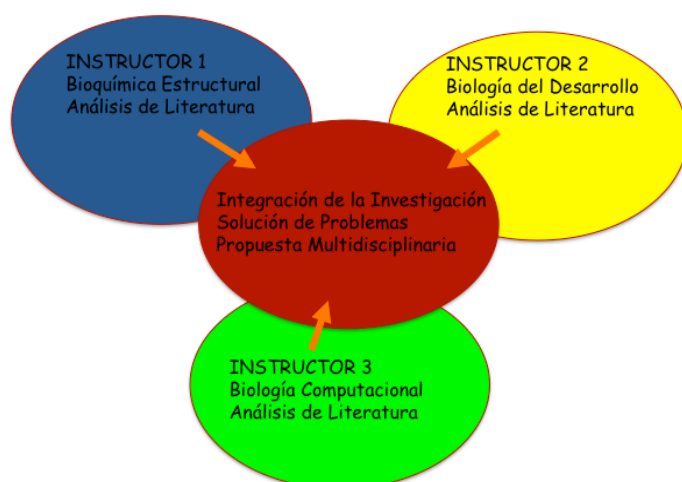 INSTRUCTOR 1
Bioquímica Estructural
Análisis de Literatura
INSTRUCTOR 2
Biología del Desarrollo
Análisis de Literatura
Integración de la Investigación
Solución de Problemas
Propuesta Multidisciplinaria
INSTRUCTOR 3
Biología Computacional
Análisis de Literatura